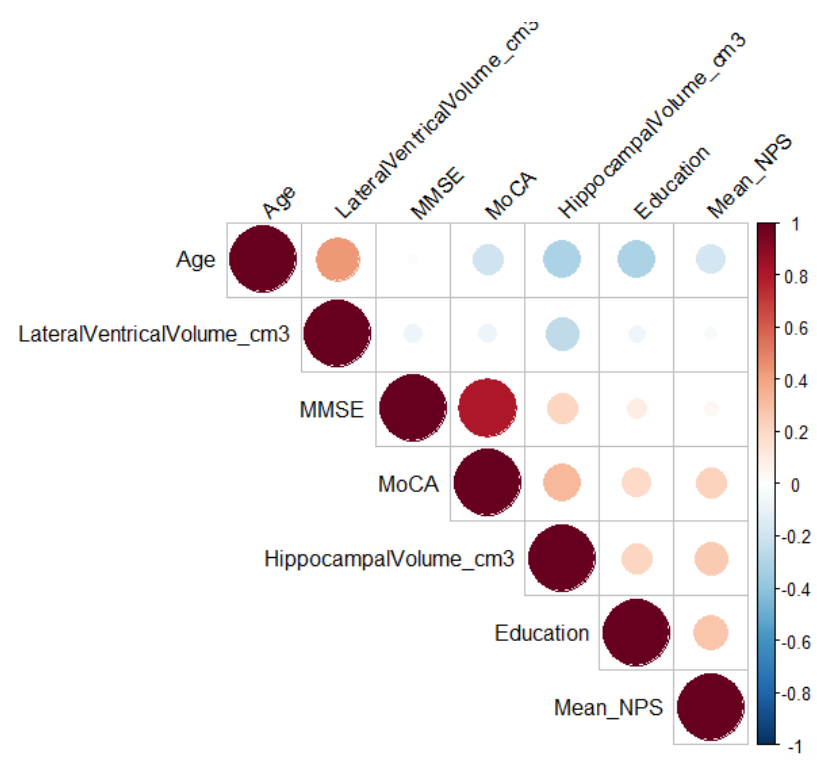 Age
LateralVentricalVolume_cm3
MMSE
MoCA
HippocampalVolume_cm3
Education
Mean_NPS
Age
LateralVentricalVolume_cm3
MMSE
MoCA
HippocampalVolume_cm3
Education
Mean_NPS
1
0.8
0.6
0.4
0.2
0
-0.2
-0.4
-0.6
-0.8
-1